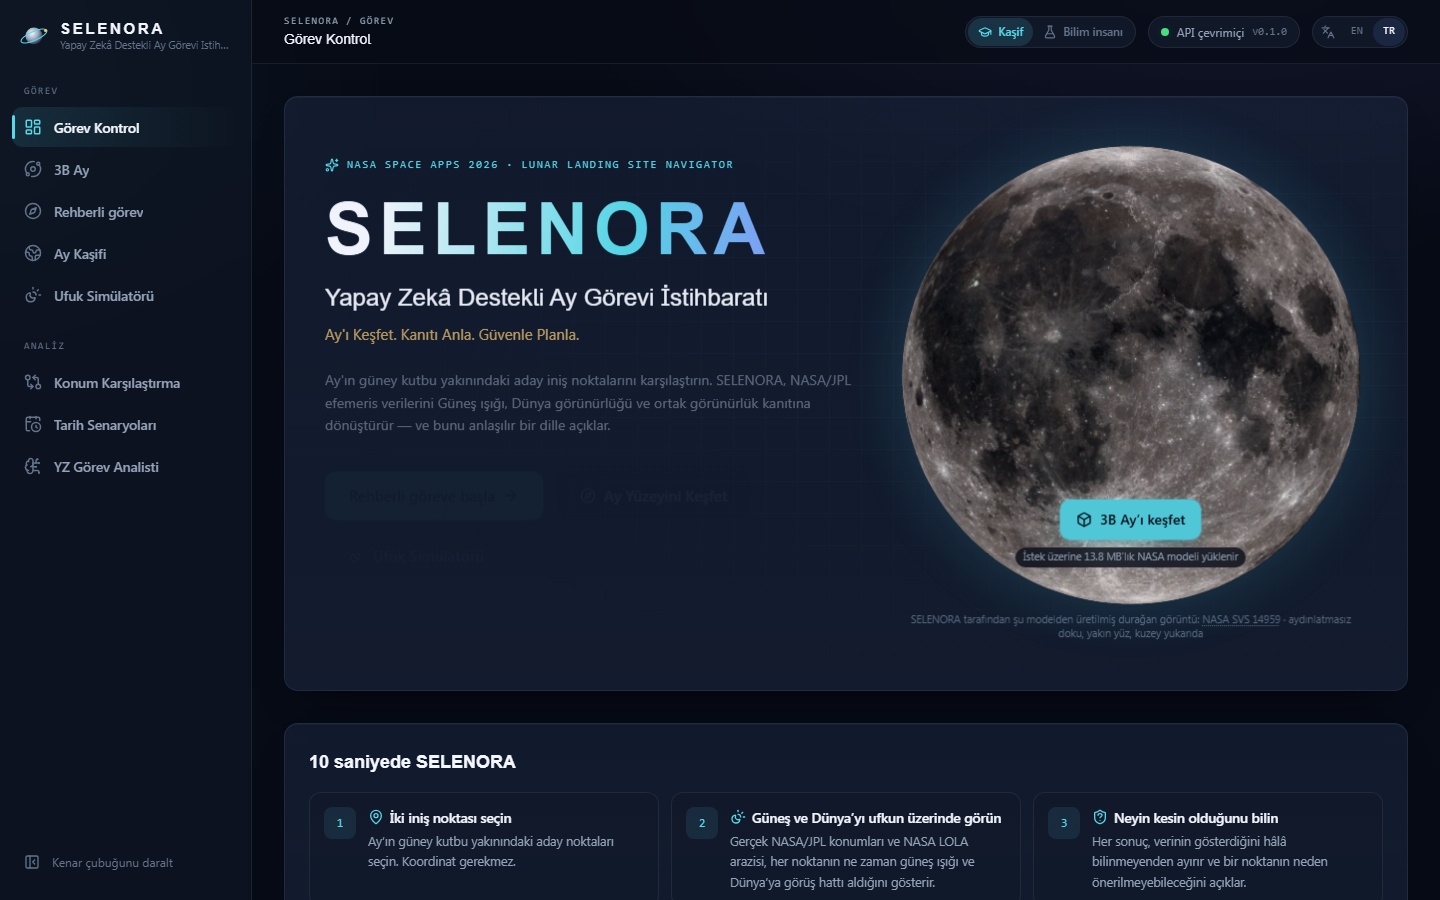 SELENORA
Yapay Zekâ Destekli Ay Görevi İstih...
GÖREV
Görev Kontrol
3B Ay
Rehberli görev
Ay Kaşifi
Ufuk Simülatörü
ANALİZ
Konum Karşılaştırma
Tarih Senaryoları
YZ Görev Analisti
Kenar çubuğunu daralt
SELENORA / GÖREV
Görev Kontrol
Kaşif
Bilim insanı
API çevrimiçi v0.1.0
EN
TR
NASA SPACE APPS 2026 · LUNAR LANDING SITE NAVIGATOR
SELENORA
Yapay Zekâ Destekli Ay Görevi İstihbaratı
Ay'ı Keşfet. Kanıtı Anla. Güvenle Planla.
Ay'ın güney kutbu yakınındaki aday iniş noktalarını karşılaştırın. SELENORA, NASA/JPL
efemeris verilerini Güneş ışığı, Dünya görünürlüğü ve ortak görünürlük kanıtına
dönüştürür — ve bunu anlaşılır bir dille açıklar.
Rehberli göreve başla
Ay Yüzeyini Keşfet
Ufuk Simülatörü
3B Ay'ı keşfet
İstek üzerine 13.8 MB'lık NASA modeli yüklenir
SELENORA tarafından şu modelden üretilmiş durağan görüntü: NASA SVS 14959 · aydınlatmasız
doku, yakın yüz, kuzey yukarıda
10 saniyede SELENORA
1
İki iniş noktası seçin
Ay'ın güney kutbu yakınındaki aday noktaları
seçin. Koordinat gerekmez.
2
Güneş ve Dünya'yı ufkun üzerinde görün
Gerçek NASA/JPL konumları ve NASA LOLA
arazisi, her noktanın ne zaman güneş ışığı ve
Dünya'ya görüş hattı aldığını gösterir.
3
Neyin kesin olduğunu bilin
Her sonuç, verinin gösterdiğini hâlâ
bilinmeyenden ayırır ve bir noktanın neden
önerilmeyebileceğini açıklar.